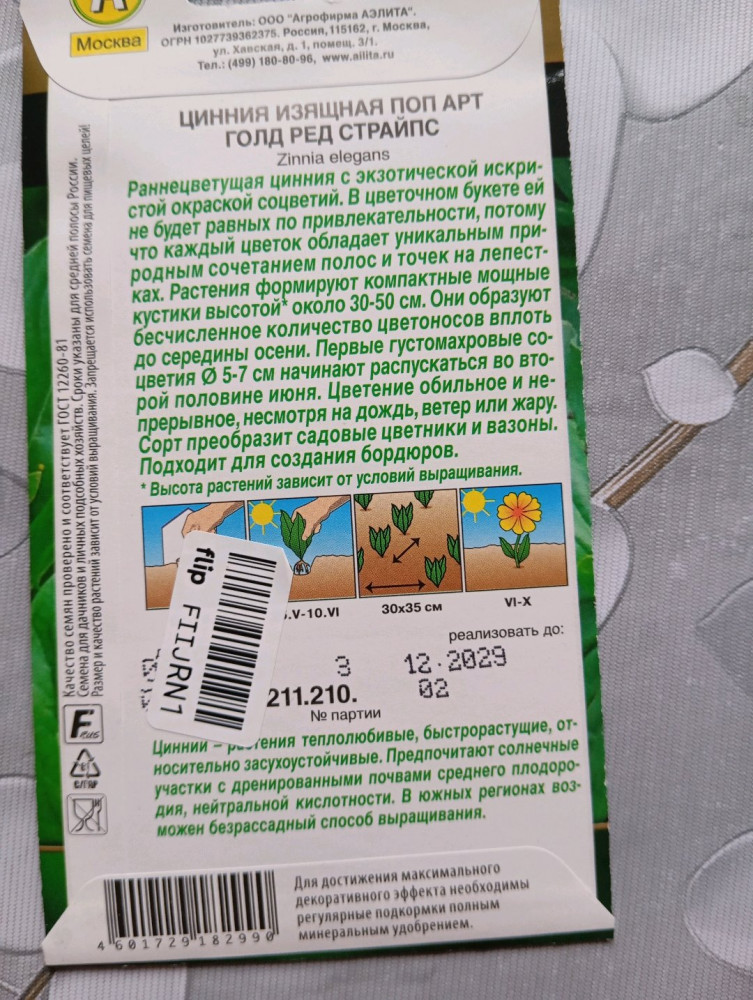 Москва
Изготовитель: ООО "Агрофирма АЭЛИТА".
ОГРН 1027739362375. Россия, 115162, г. Москва,
ул. Хавская, д. 1, помещ. 3/1.
Тел.: (499) 180-80-96, www.ailita.ru
ЦИННИЯ ИЗЯЩНАЯ ПОП АРТ
ГОЛД РЕД СТРАЙПС
Zinnia elegans
Раннецветущая цинния с экзотической искри-
стой окраской соцветий. В цветочном букете ей
не будет равных по привлекательности, потому
что каждый цветок обладает уникальным при-
родным сочетанием полос и точек на лепест-
ках. Растения формируют компактные мощные
кустики высотой* около 30-50 см. Они образуют
бесчисленное количество цветоносов вплоть
до середины осени. Первые густомахровые со-
цветия Ø 5-7 см начинают распускаться во вто-
рой половине июня. Цветение обильное и не-
прерывное, несмотря на дождь, ветер или жару.
Сорт преобразит садовые цветники и вазоны.
Подходит для создания бордюров.
* Высота растений зависит от условий выращивания.
Качество семян проверено и соответствует ГОСТ 12260-81
Семена для дачников и личных подсобных хозяйств. Сроки указаны для средней полосы России.
Размер и качество растений зависят от условий выращивания. Запрещается использовать семена для пищевых целей!
.V-10.VI
30x35 см
VI-X
flip
FIIJRN1
реализовать до:
3 12.2029
211.210. 02
№ партии
Циннии – растения теплолюбивые, быстрорастущие, от-
носительно засухоустойчивые. Предпочитают солнечные
участки с дренированными почвами среднего плодоро-
дия, нейтральной кислотности. В южных регионах воз-
можен безрассадный способ выращивания.
Для достижения максимального
декоративного эффекта необходимы
регулярные подкормки полным
минеральным удобрением.
4 601729 182990